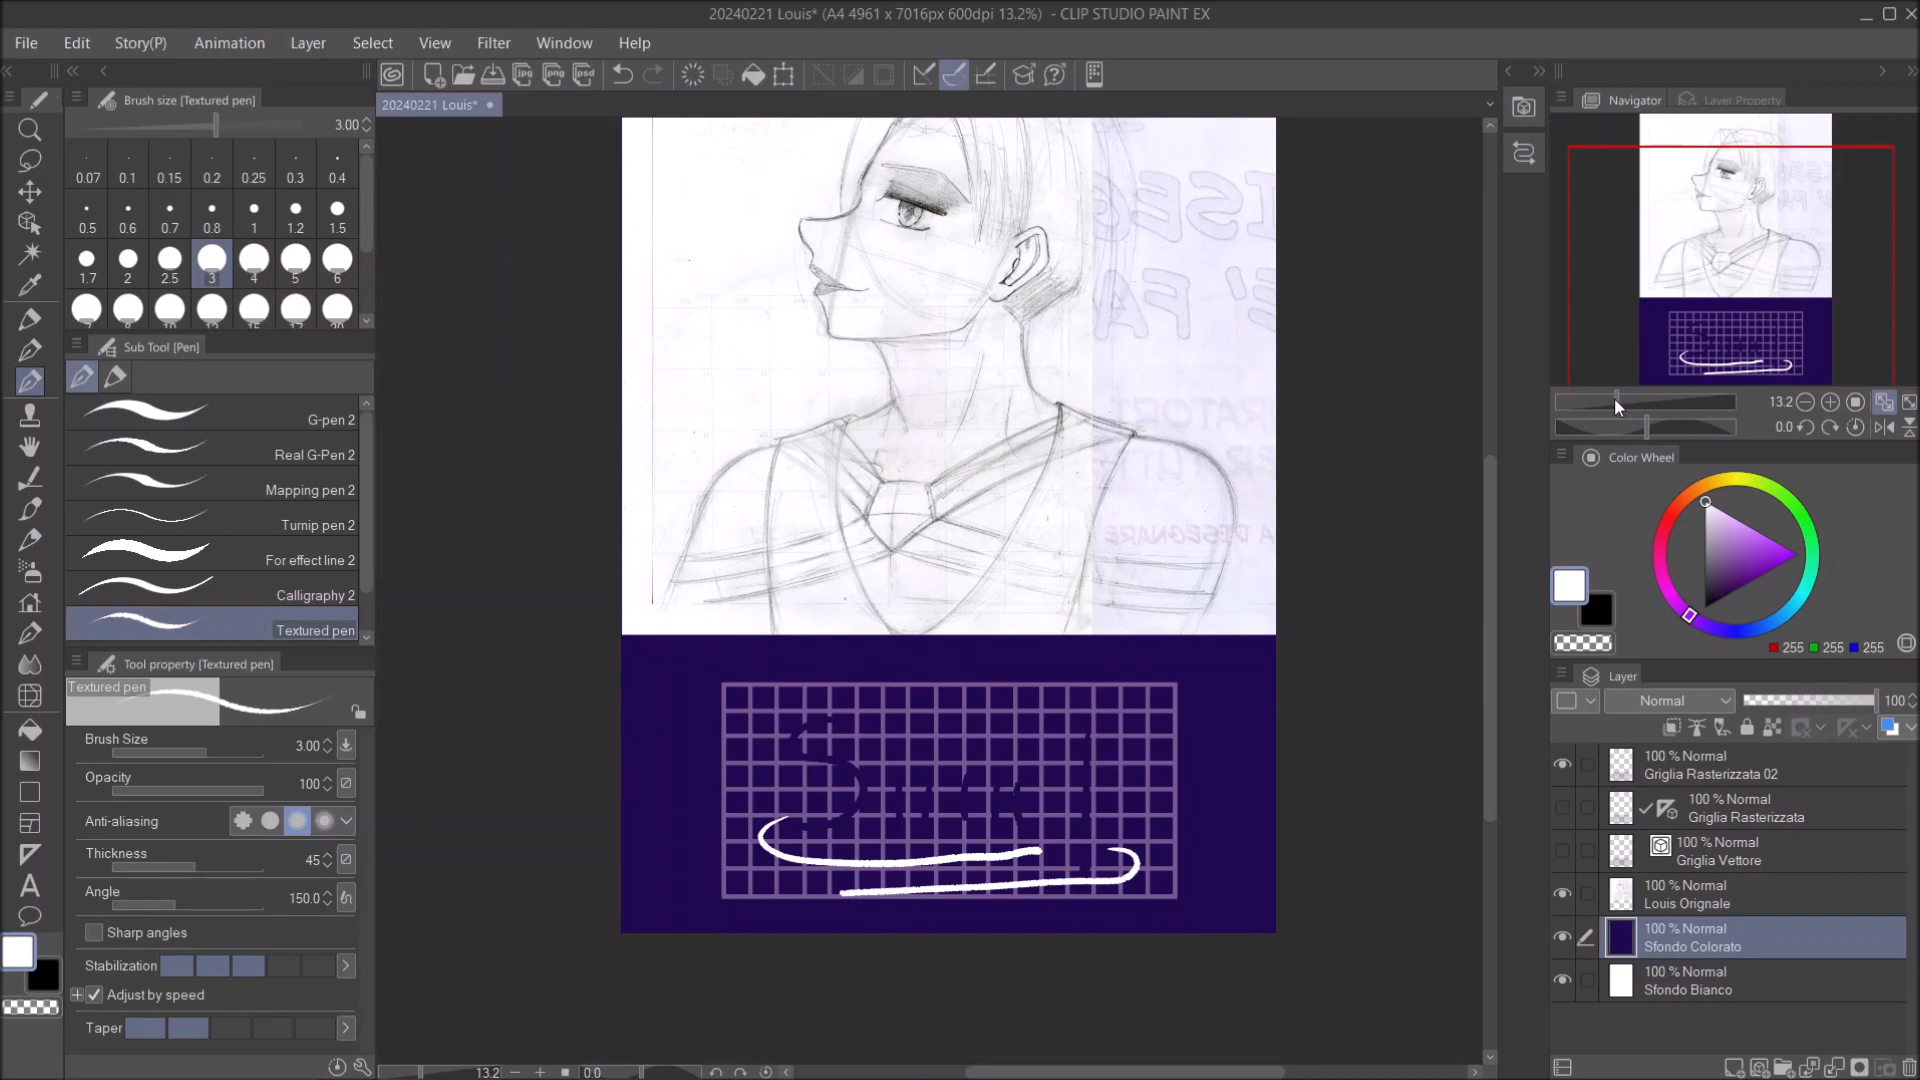 20240221 Louis* (A4 4961 x 7016px 600dpi 13.2%) - CLIP STUDIO PAINT EX
File Edit Story(P) Animation Layer Select View Filter Window Help
Brush size [Textured pen]
3.00
0.07 0.1 0.15 0.2 0.25 0.3 0.4
0.5 0.6 0.7 0.8 1 1.2 1.5
1.7 2 2.5 3 4 5 6
Sub Tool [Pen]
G-pen 2
Real G-Pen 2
Mapping pen 2
Turnip pen 2
For effect line 2
Calligraphy 2
Textured pen
Tool property [Textured pen]
Textured pen
Brush Size 3.00
Opacity 100
Anti-aliasing
Thickness 45
Angle 150.0
Sharp angles
Stabilization
Adjust by speed
Taper
jpg png psd
20240221 Louis*
A DISEGNARE
13.2 0.0
Navigator Layer Property
13.2
0.0
Color Wheel
255 255 255
Layer
Normal 100
100 % Normal
Griglia Rasterizzata 02
100 % Normal
Griglia Rasterizzata
100 % Normal
Griglia Vettore
100 % Normal
Louis Orignale
100 % Normal
Sfondo Colorato
100 % Normal
Sfondo Bianco